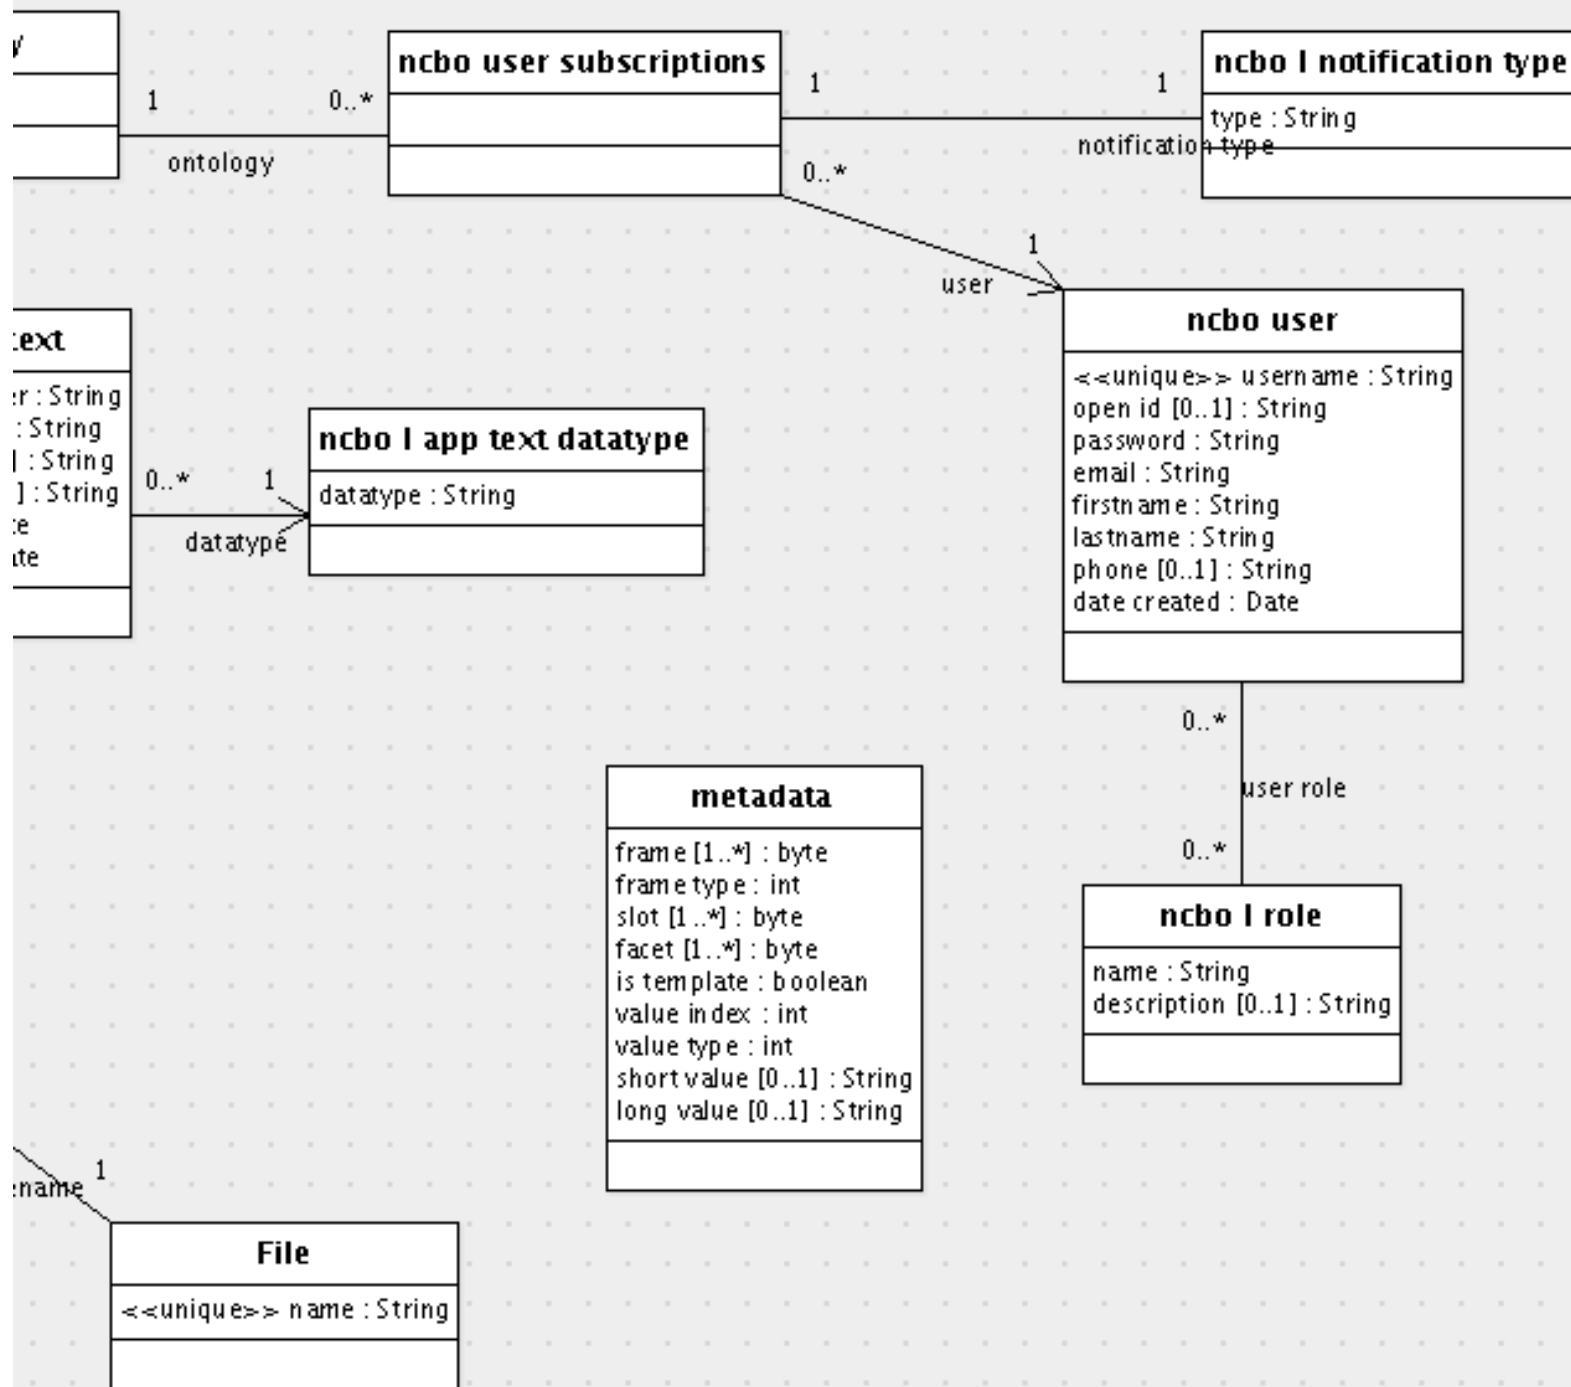 y
ncbo user subscriptions
ncbo l notification type
type : String
1
0..*
ontology
1
1
notification type
0..*
1
user
ncbo user
<<unique>> username : String
open id [0..1] : String
password : String
email : String
firstname : String
lastname : String
phone [0..1] : String
date created : Date
text
er : String
: String
] : String
] : String
te
ate
0..*
1
datatype
ncbo l app text datatype
datatype : String
0..*
user role
0..*
metadata
frame [1..*] : byte
frame type : int
slot [1..*] : byte
facet [1..*] : byte
is template : boolean
value index : int
value type : int
short value [0..1] : String
long value [0..1] : String
ncbo l role
name : String
description [0..1] : String
1
ename
File
<<unique>> name : String